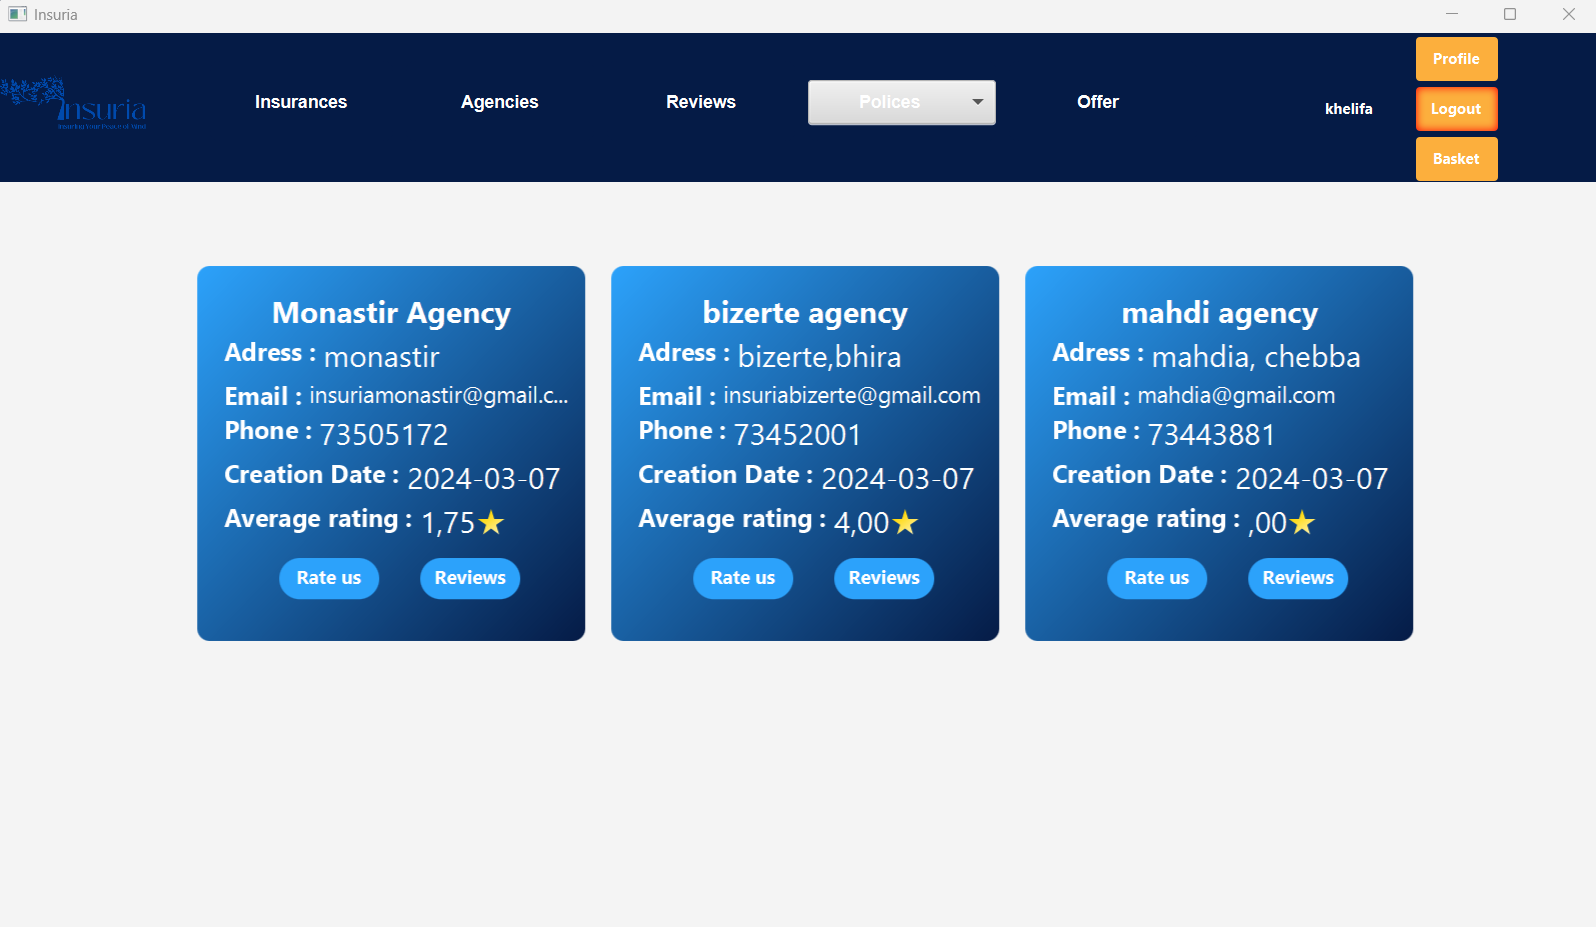 Insuria
Insurances Agencies Reviews Polices Offer
Profile
khelifa
Logout
Basket
nsuria
Insuring Your Peace of Mind
Monastir Agency
Adress : monastir
Email : insuriamonastir@gmail.c...
Phone : 73505172
Creation Date : 2024-03-07
Average rating : 1,75★
Rate us Reviews
bizerte agency
Adress : bizerte,bhira
Email : insuriabizerte@gmail.com
Phone : 73452001
Creation Date : 2024-03-07
Average rating : 4,00★
Rate us Reviews
mahdi agency
Adress : mahdia, chebba
Email : mahdia@gmail.com
Phone : 73443881
Creation Date : 2024-03-07
Average rating : ,00★
Rate us Reviews